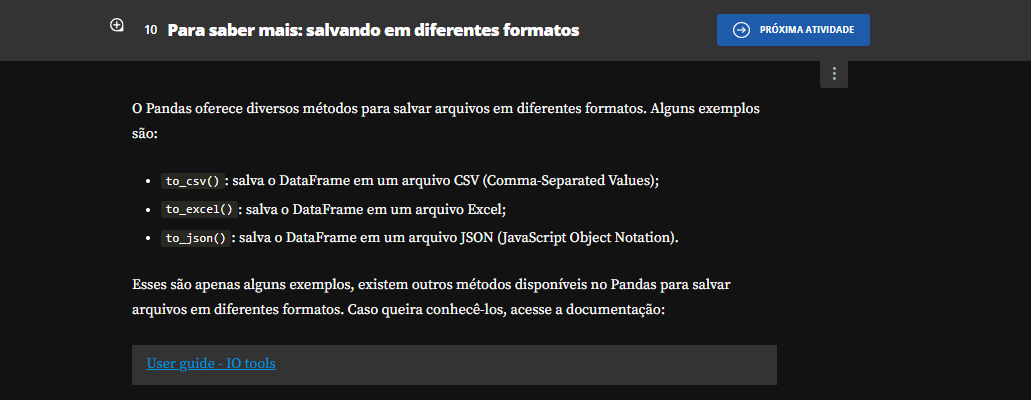 10 Para saber mais: salvando em diferentes formatos
PRÓXIMA ATIVIDADE
O Pandas oferece diversos métodos para salvar arquivos em diferentes formatos. Alguns exemplos
são:
• to_csv() : salva o DataFrame em um arquivo CSV (Comma-Separated Values);
• to_excel() : salva o DataFrame em um arquivo Excel;
• to_json() : salva o DataFrame em um arquivo JSON (JavaScript Object Notation).
Esses são apenas alguns exemplos, existem outros métodos disponíveis no Pandas para salvar
arquivos em diferentes formatos. Caso queira conhecê-los, acesse a documentação:
User guide - IO tools